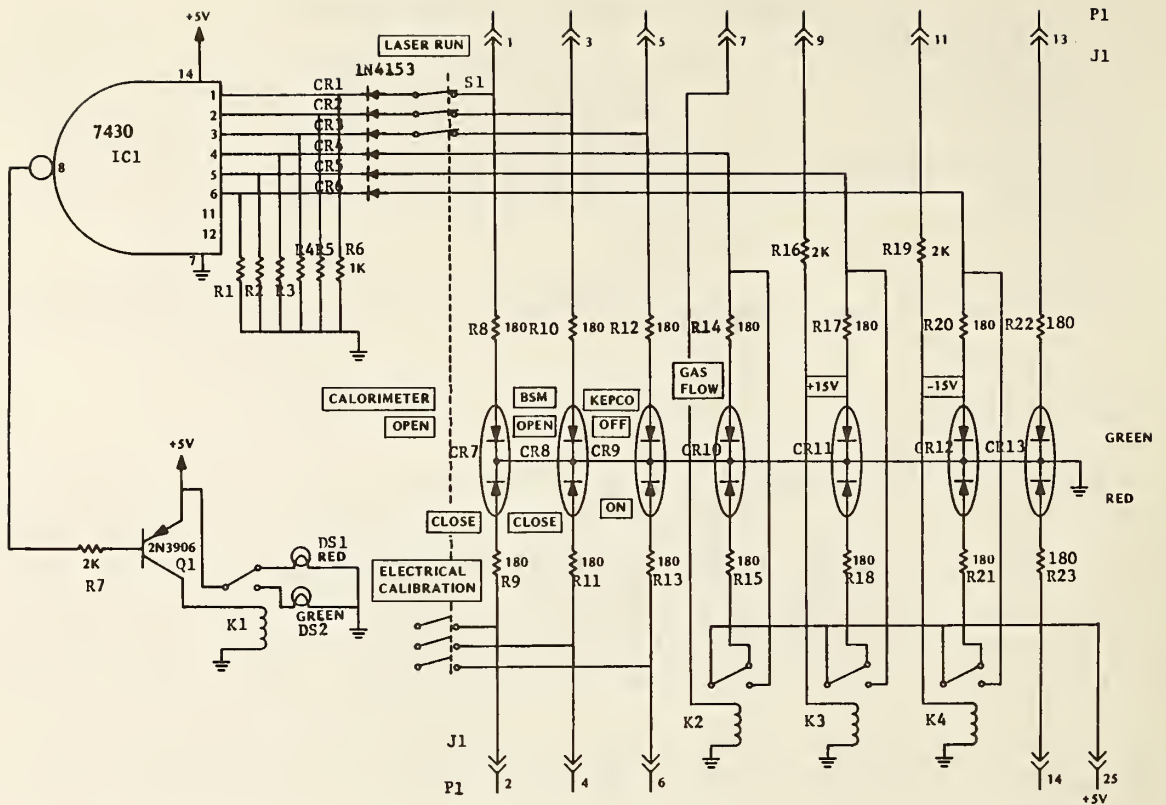 +5V
P1
1 3 5 7 9 11 13
J1
LASER RUN
1N4153
S1
14
1 CR1
2 CR2
3 CR3
4 CR4
5 CR5
6 CR6
11
12
7
8
7430
IC1
R1 R2 R3 R4 R5 R6
1K
R16 2K
R19 2K
R8 180 R10 180 R12 180 R14 180 R17 180 R20 180 R22 180
GAS
FLOW
+15V
-15V
CALORIMETER
OPEN
BSM
OPEN
KEPCO
OFF
CR7 CR8 CR9 CR10 CR11 CR12 CR13
GREEN
RED
ON
CLOSE
CLOSE
+5V
2N3906
Q1
2K
R7
DS1
RED
GREEN
DS2
K1
ELECTRICAL
CALIBRATION
180 180 180 180 180 180 180
R9 R11 R13 R15 R18 R21 R23
K2 K3 K4
J1
P1
2 4 6 14 25
+5V